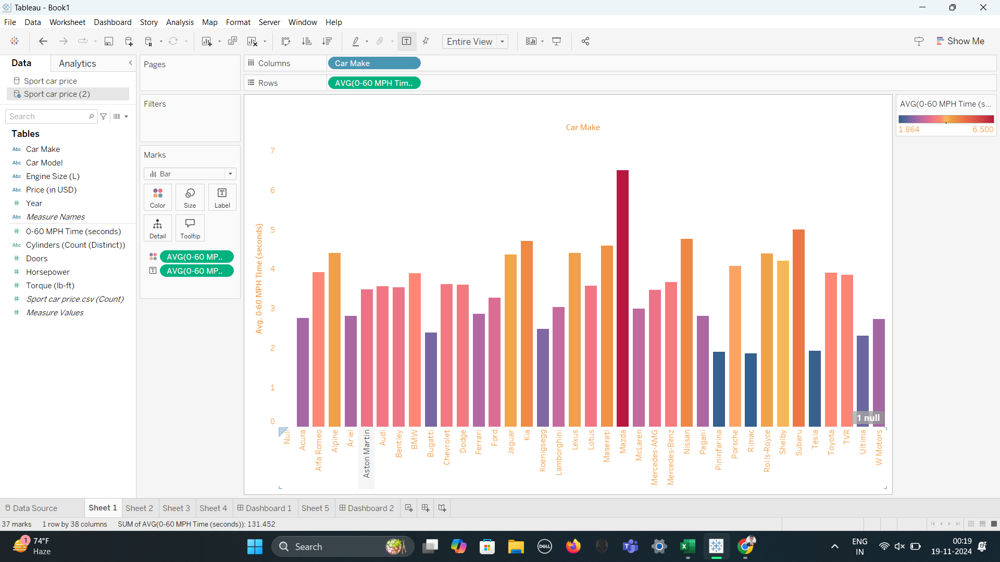 Tableau - Book1
File Data Worksheet Dashboard Story Analysis Map Format Server Window Help
Entire View
Show Me
Data Analytics
Sport car price
Sport car price (2)
Search
Tables
Abc Car Make
Abc Car Model
Abc Engine Size (L)
Abc Price (in USD)
# Year
Abc Measure Names
# 0-60 MPH Time (seconds)
Abc Cylinders (Count (Distinct))
# Doors
# Horsepower
# Torque (lb-ft)
# Sport car price.csv (Count)
# Measure Values
Pages
Filters
Marks
Bar
Color Size Label
Detail Tooltip
AVG(0-60 MP..
AVG(0-60 MP..
Columns Car Make
Rows AVG(0-60 MPH Tim..
Car Make
Avg. 0-60 MPH Time (seconds)
7
6
5
4
3
2
1
0
Null
Acura
Alfa Romeo
Alpine
Ariel
Aston Martin
Audi
Bentley
BMW
Bugatti
Chevrolet
Dodge
Ferrari
Ford
Jaguar
Kia
Koenigsegg
Lamborghini
Lexus
Lotus
Maserati
Mazda
McLaren
Mercedes-AMG
Mercedes-Benz
Nissan
Pagani
Pininfarina
Porsche
Rimac
Rolls-Royce
Shelby
Subaru
Tesla
Toyota
TVR
Ultima
W Motors
1 null
AVG(0-60 MPH Time (s...
1.864 6.500
Data Source Sheet 1 Sheet 2 Sheet 3 Sheet 4 Dashboard 1 Sheet 5 Dashboard 2
37 marks 1 row by 38 columns SUM of AVG(0-60 MPH Time (seconds)): 131.452
1
74°F
Haze
Search
DELL
ENG
IN
00:19
19-11-2024